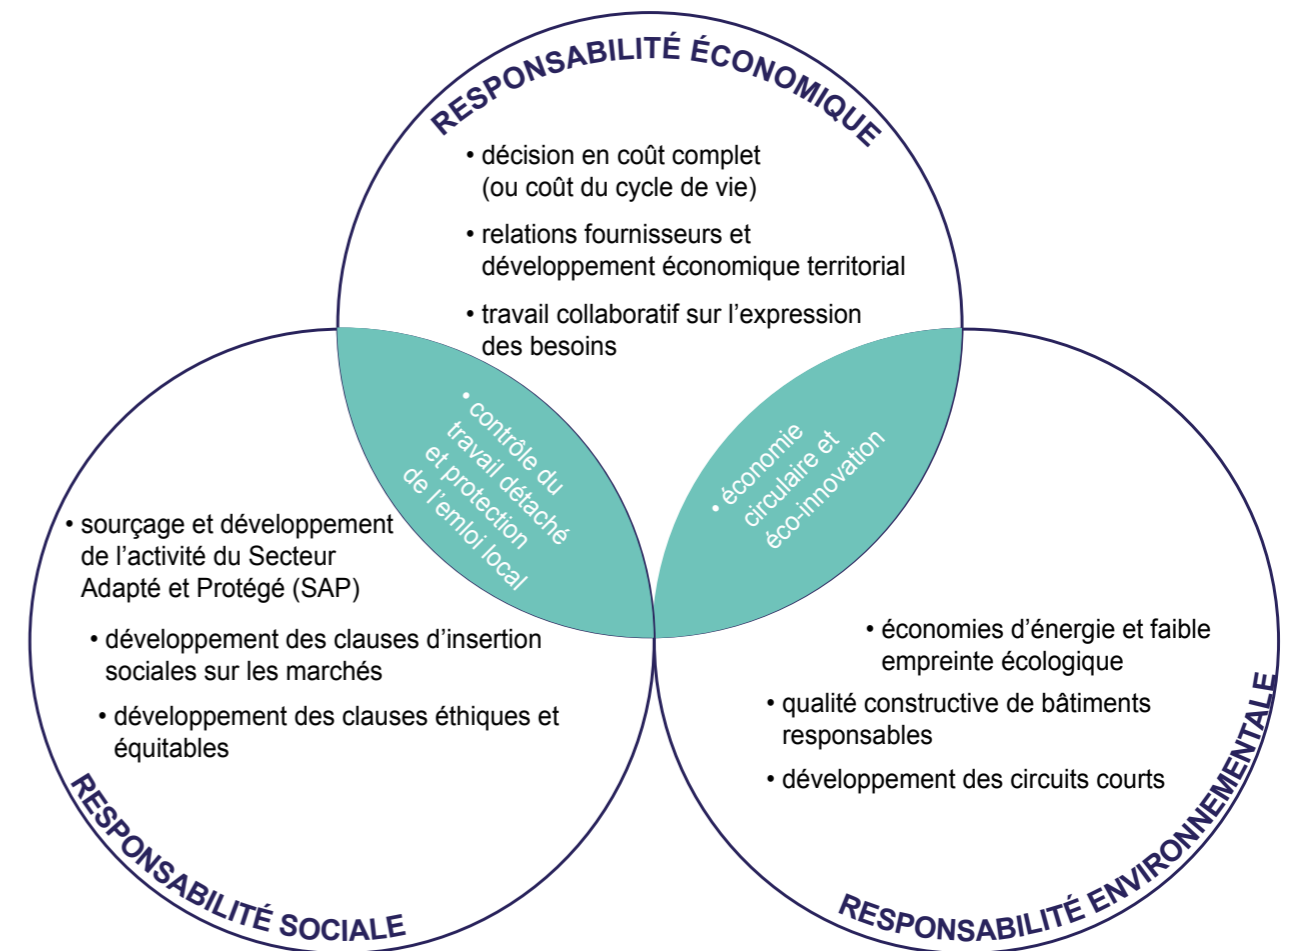 RESPONSABILITÉ ÉCONOMIQUE
• décision en coût complet
(ou coût du cycle de vie)
• relations fournisseurs et
développement économique territorial
• travail collaboratif sur l’expression
des besoins
• contrôle du
travail détaché
et protection
de l’emloi local
• économie
circulaire et
éco-innovation
• sourçage et développement
de l’activité du Secteur
Adapté et Protégé (SAP)
• développement des clauses d’insertion
sociales sur les marchés
• développement des clauses éthiques et
équitables
RESPONSABILITÉ SOCIALE
• économies d’énergie et faible
empreinte écologique
• qualité constructive de bâtiments
responsables
• développement des circuits courts
RESPONSABILITÉ ENVIRONNEMENTALE